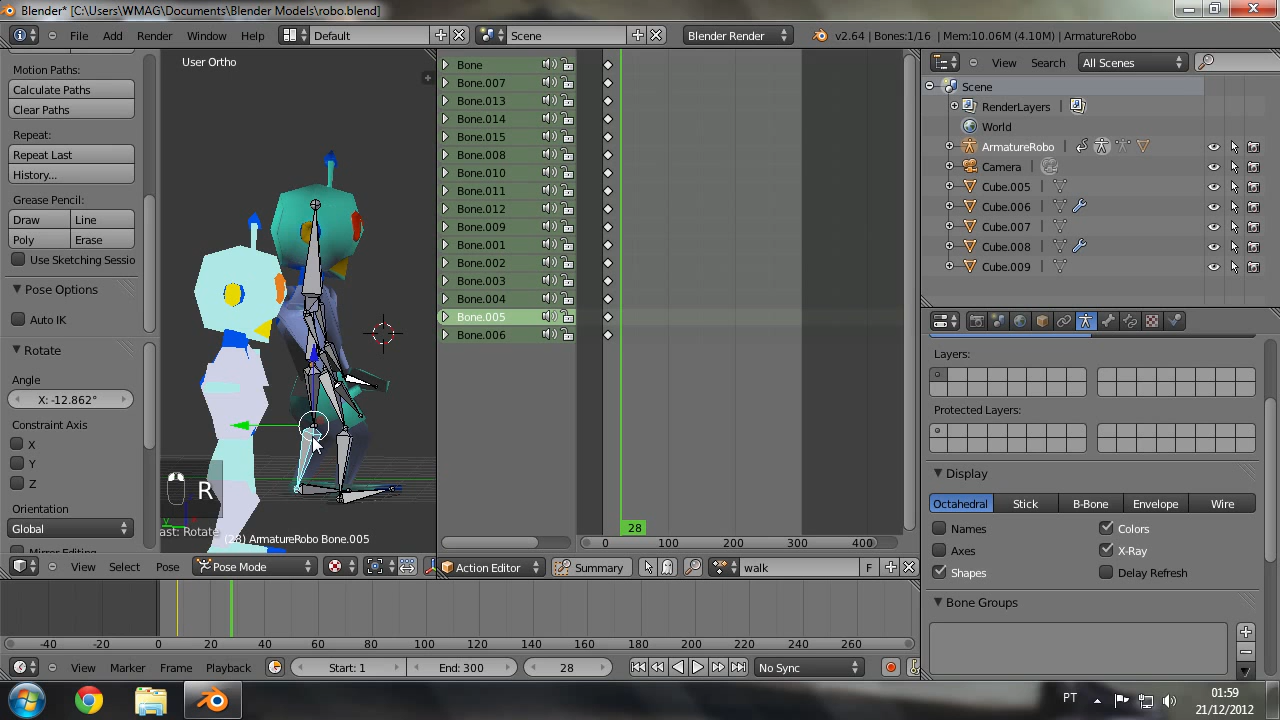 Blender* [C:\Users\WMAG\Documents\Blender Models\robo.blend]
File Add Render Window Help Default Scene Blender Render v2.64 | Bones:1/16 | Mem:10.06M (4.10M) | ArmatureRobo
Motion Paths:
Calculate Paths
Clear Paths
Repeat:
Repeat Last
History...
Grease Pencil:
Draw Line
Poly Erase
Use Sketching Sessio
Pose Options
Auto IK
Rotate
Angle
X: -12.862°
Constraint Axis
X
Y
Z
Orientation
Global
Mirror Editing
User Ortho
R
ast: Rotate
(28) ArmatureRobo Bone.005
View Select Pose Pose Mode
Bone
Bone.007
Bone.013
Bone.014
Bone.015
Bone.008
Bone.010
Bone.011
Bone.012
Bone.009
Bone.001
Bone.002
Bone.003
Bone.004
Bone.005
Bone.006
28
0 100 200 300 400
Action Editor Summary walk F
View Search All Scenes
Scene
RenderLayers
World
ArmatureRobo
Camera
Cube.005
Cube.006
Cube.007
Cube.008
Cube.009
Layers:
Protected Layers:
Display
Octahedral Stick B-Bone Envelope Wire
Names Colors
Axes X-Ray
Shapes Delay Refresh
Bone Groups
-40 -20 0 20 40 60 80 100 120 140 160 180 200 220 240 260
View Marker Frame Playback Start: 1 End: 300 28 No Sync
PT 01:59
21/12/2012